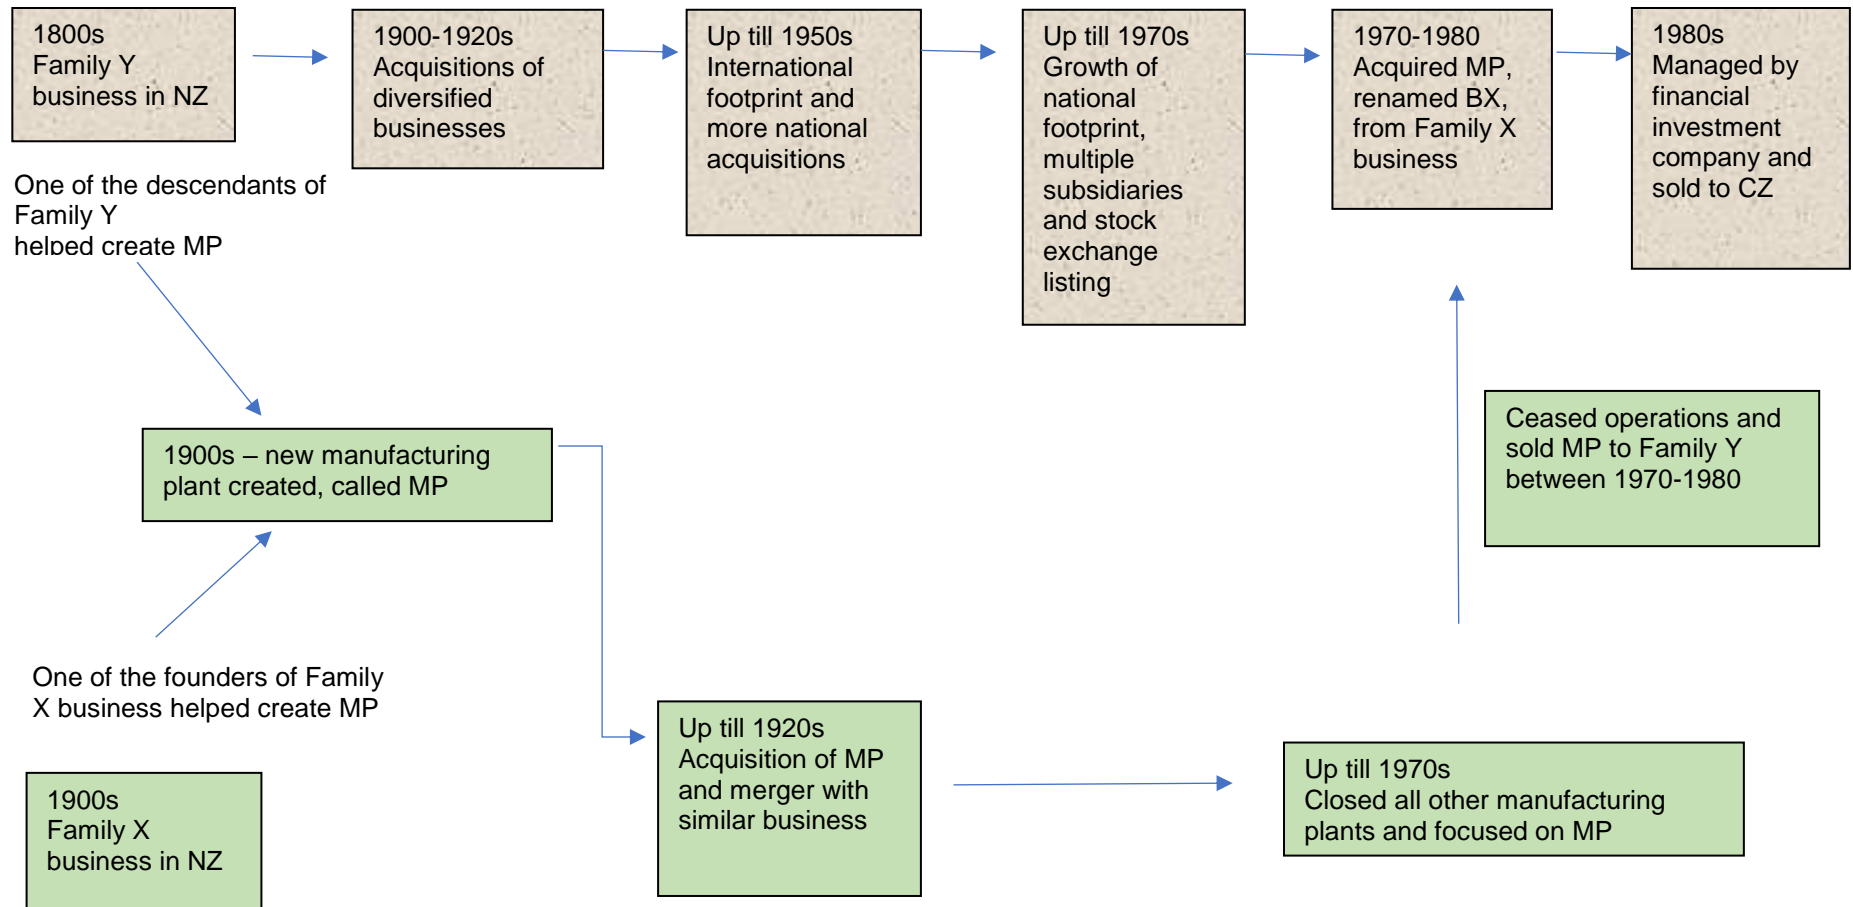 1800s
Family Y
business in NZ
1900-1920s
Acquisitions of
diversified
businesses
Up till 1950s
International
footprint and
more national
acquisitions
Up till 1970s
Growth of
national
footprint,
multiple
subsidiaries
and stock
exchange
listing
1970-1980
Acquired MP,
renamed BX,
from Family X
business
1980s
Managed by
financial
investment
company and
sold to CZ
One of the descendants of
Family Y
helped create MP
1900s – new manufacturing
plant created, called MP
Ceased operations and
sold MP to Family Y
between 1970-1980
One of the founders of Family
X business helped create MP
1900s
Family X
business in NZ
Up till 1920s
Acquisition of MP
and merger with
similar business
Up till 1970s
Closed all other manufacturing
plants and focused on MP